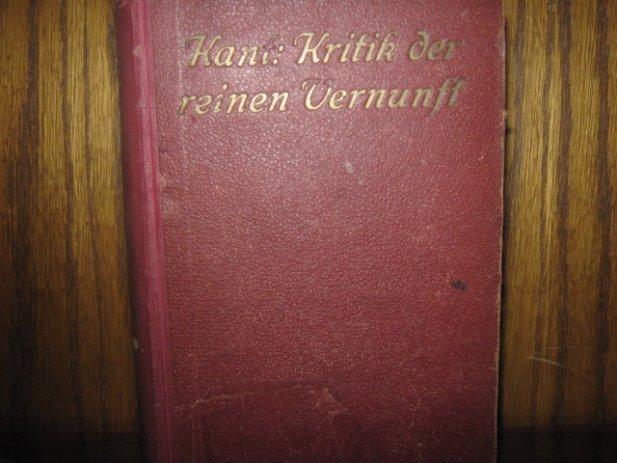 Kant: Kritik der
reinen Vernunft